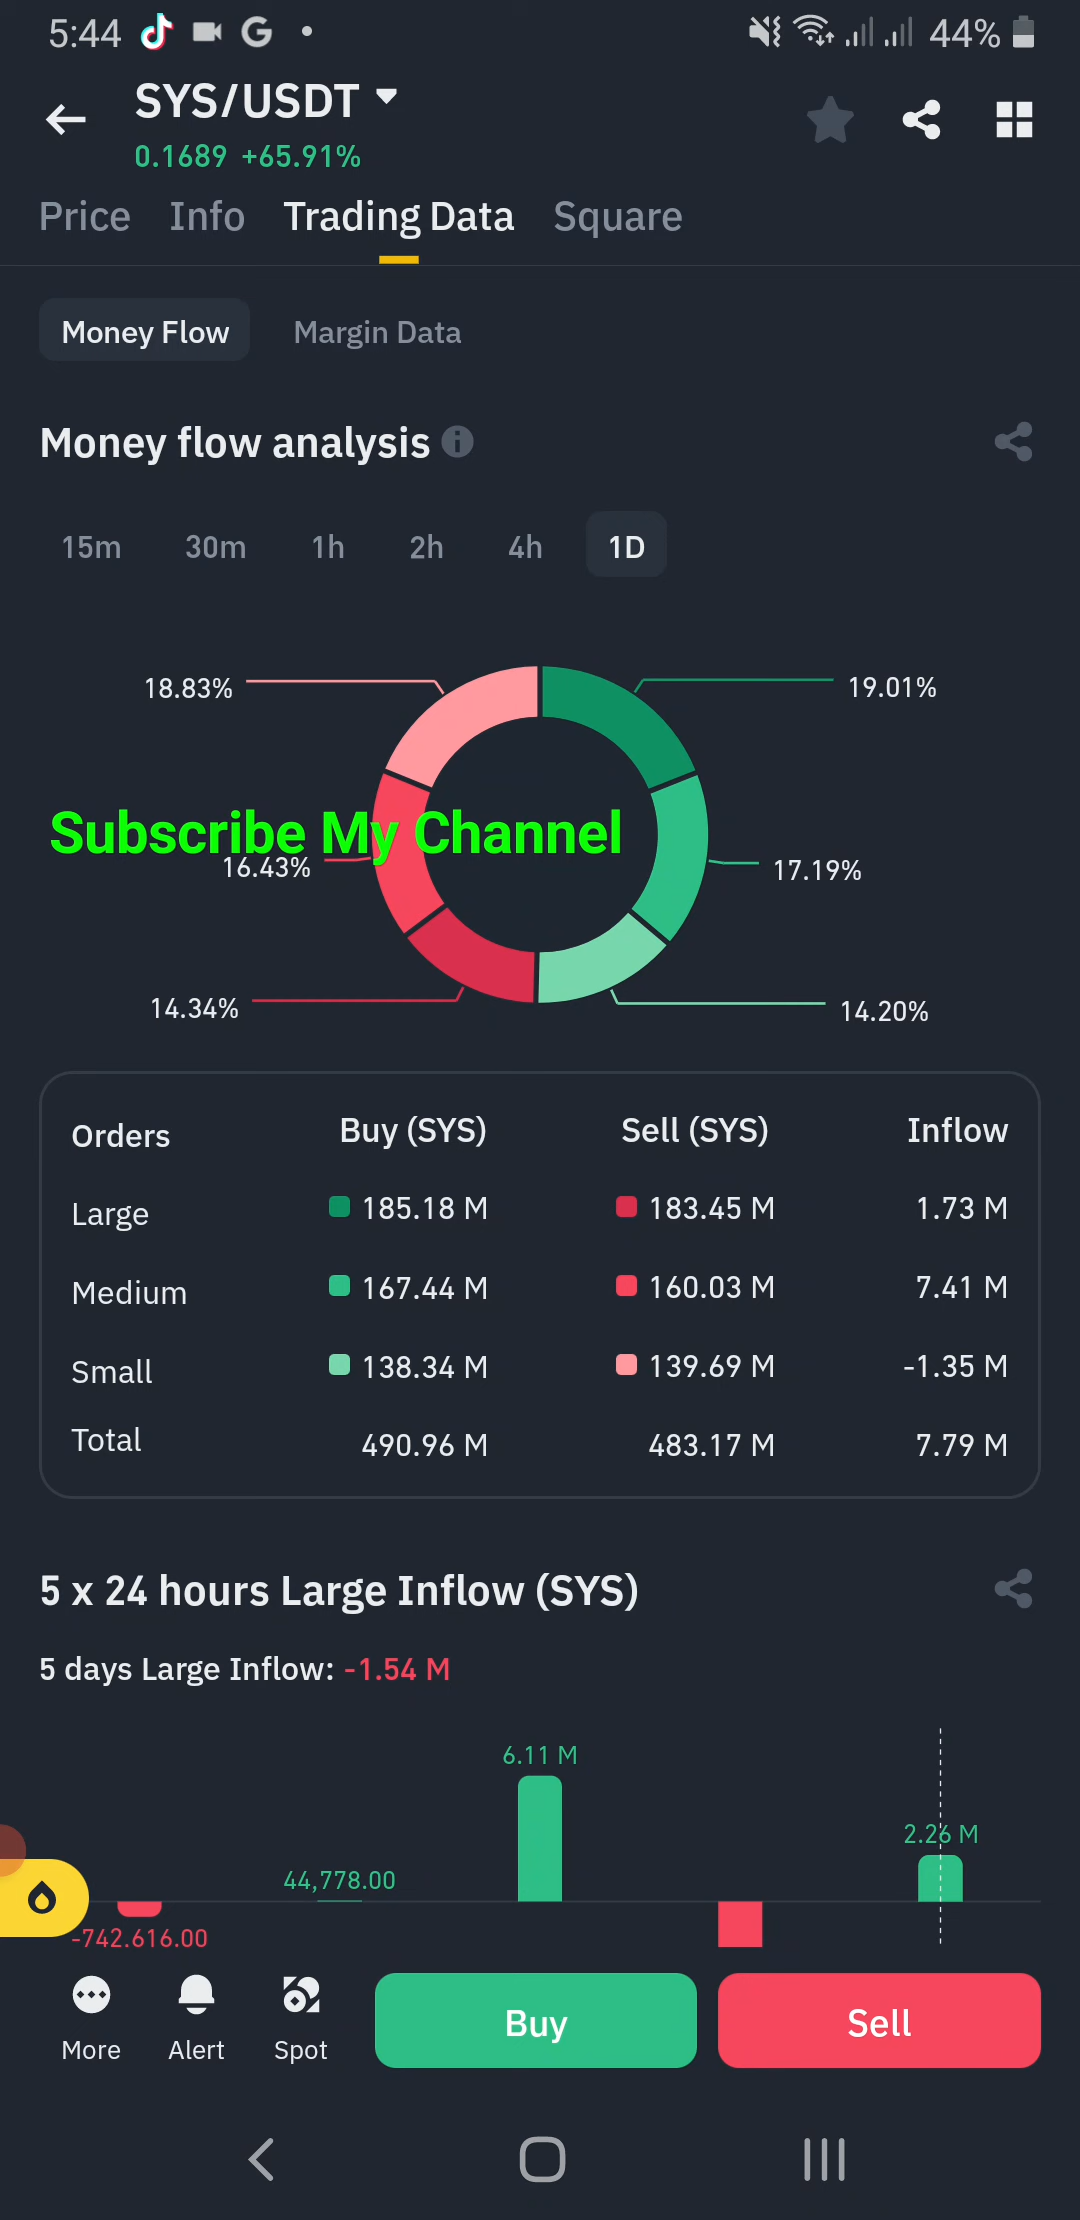 5:44
44%
SYS/USDT
0.1689 +65.91%
Price Info Trading Data Square
Money Flow Margin Data
Money flow analysis
15m 30m 1h 2h 4h 1D
18.83% 19.01%
Subscribe My Channel
16.43% 17.19%
14.34% 14.20%
Orders Buy (SYS) Sell (SYS) Inflow
Large 185.18 M 183.45 M 1.73 M
Medium 167.44 M 160.03 M 7.41 M
Small 138.34 M 139.69 M -1.35 M
Total 490.96 M 483.17 M 7.79 M
5 x 24 hours Large Inflow (SYS)
5 days Large Inflow: -1.54 M
6.11 M
2.26 M
44,778.00
-742.616.00
More Alert Spot Buy Sell